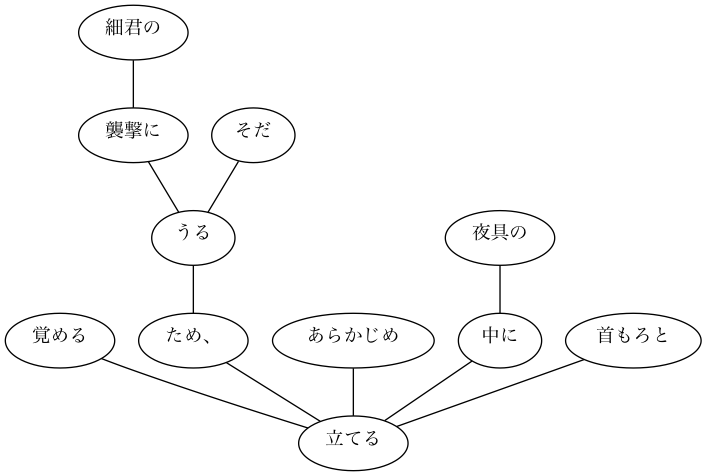 細君の
襲撃に
そだ
うる
夜具の
覚める
ため、
あらかじめ
中に
首もろと
立てる